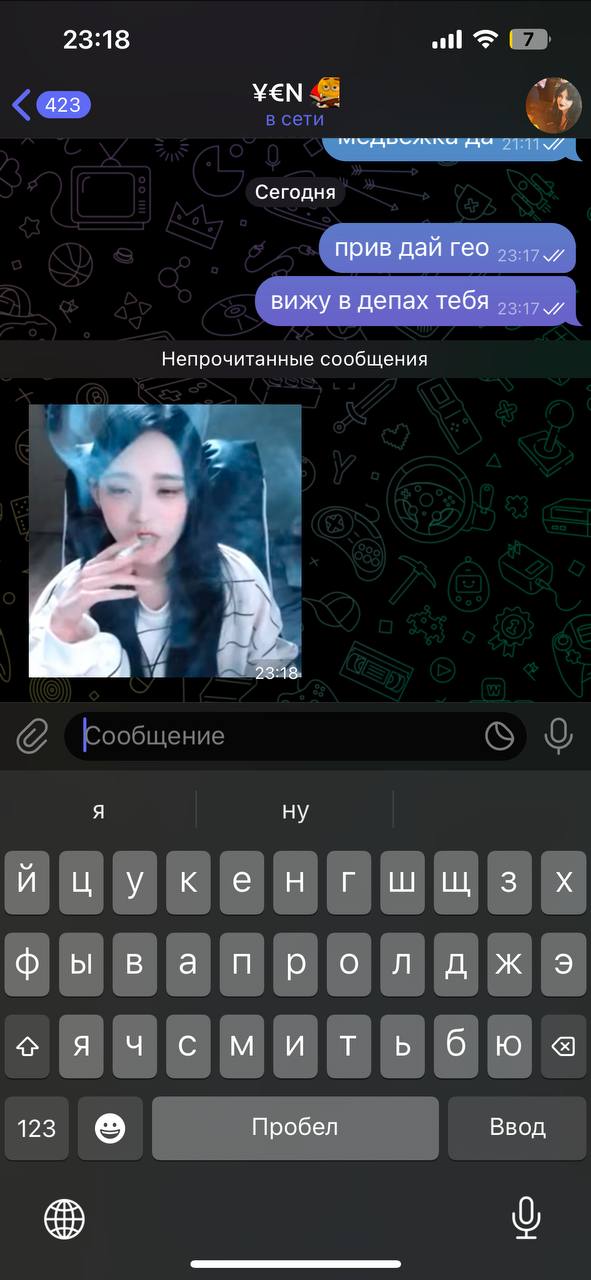 23:18
7
423
¥€N
в сети
медвежка да 21:11
Сегодня
прив дай гео 23:17
вижу в депах тебя 23:17
Непрочитанные сообщения
23:18
Сообщение
я ну
й ц у к е н г ш щ з х
ф ы в а п р о л д ж э
я ч с м и т ь б ю
123 Пробел Ввод